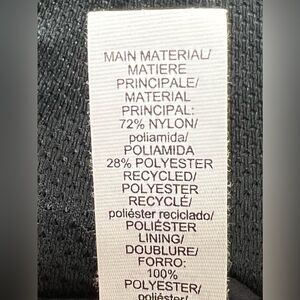 MAIN MATERIAL/
MATIERE
PRINCIPALE/
MATERIAL
PRINCIPAL:
72% NYLON/
poliamida/
POLIAMIDA
28% POLYESTER
RECYCLED/
POLYESTER
RECYCLÉ/
poliéster reciclado/
POLIÉSTER
LINING/
DOUBLURE/
FORRO:
100%
POLYESTER/
poliéster/